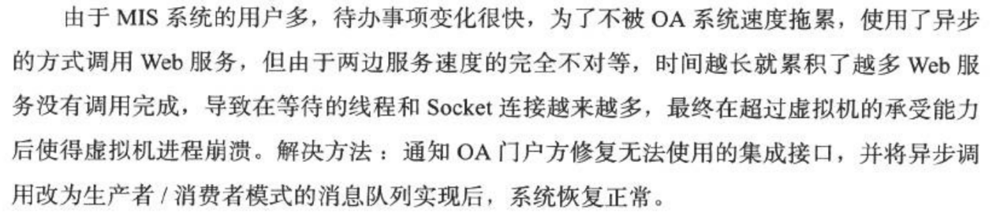 由于 MIS 系统的用户多，待办事项变化很快，为了不被 OA 系统速度拖累，使用了异步
的方式调用 Web 服务，但由于两边服务速度的完全不对等，时间越长就累积了越多 Web 服
务没有调用完成，导致在等待的线程和 Socket 连接越来越多，最终在超过虚拟机的承受能力
后使得虚拟机进程崩溃。解决方法：通知 OA 门户方修复无法使用的集成接口，并将异步调
用改为生产者 / 消费者模式的消息队列实现后，系统恢复正常。